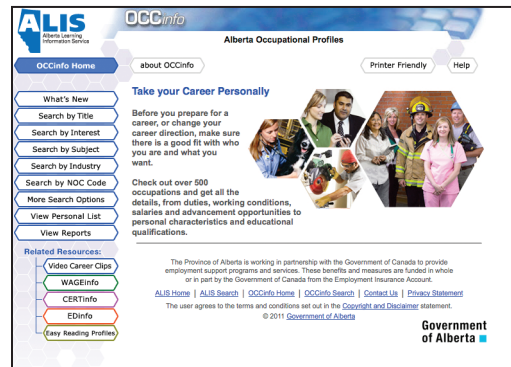 ALIS
Alberta Learning
Information Service
OCCinfo
Alberta Occupational Profiles
OCCinfo Home
about OCCinfo
Printer Friendly
Help
What's New
Search by Title
Search by Interest
Search by Subject
Search by Industry
Search by NOC Code
More Search Options
View Personal List
View Reports
Related Resources:
Video Career Clips
WAGEinfo
CERTinfo
EDinfo
Easy Reading Profiles
Take your Career Personally
Before you prepare for a
career, or change your
career direction, make sure
there is a good fit with who
you are and what you
want.
Check out over 500
occupations and get all the
details, from duties, working conditions,
salaries and advancement opportunities to
personal characteristics and educational
qualifications.
The Province of Alberta is working in partnership with the Government of Canada to provide
employment support programs and services. These benefits and measures are funded in whole
or in part by the Government of Canada from the Employment Insurance Account.
ALIS Home | ALIS Search | OCCinfo Home | OCCinfo Search | Contact Us | Privacy Statement
The user agrees to the terms and conditions set out in the Copyright and Disclaimer statement.
© 2011 Government of Alberta
Government
of Alberta